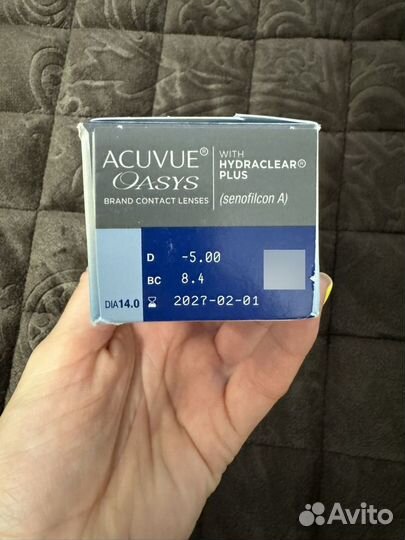 ACUVUE® WITH
HYDRACLEAR®
OASYS PLUS
BRAND CONTACT LENSES (senofilcon A)
D -5.00
BC 8.4
DIA14.0 2027-02-01
Avito